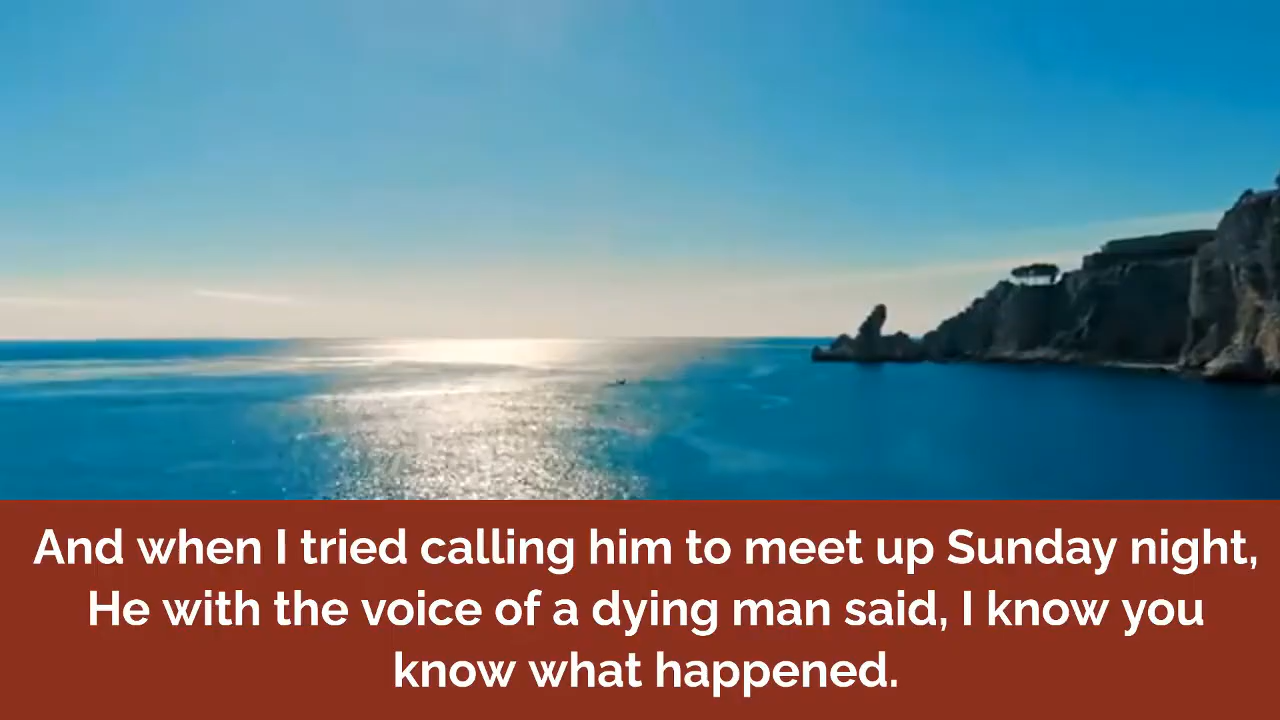 And when I tried calling him to meet up Sunday night,
He with the voice of a dying man said, I know you
know what happened.